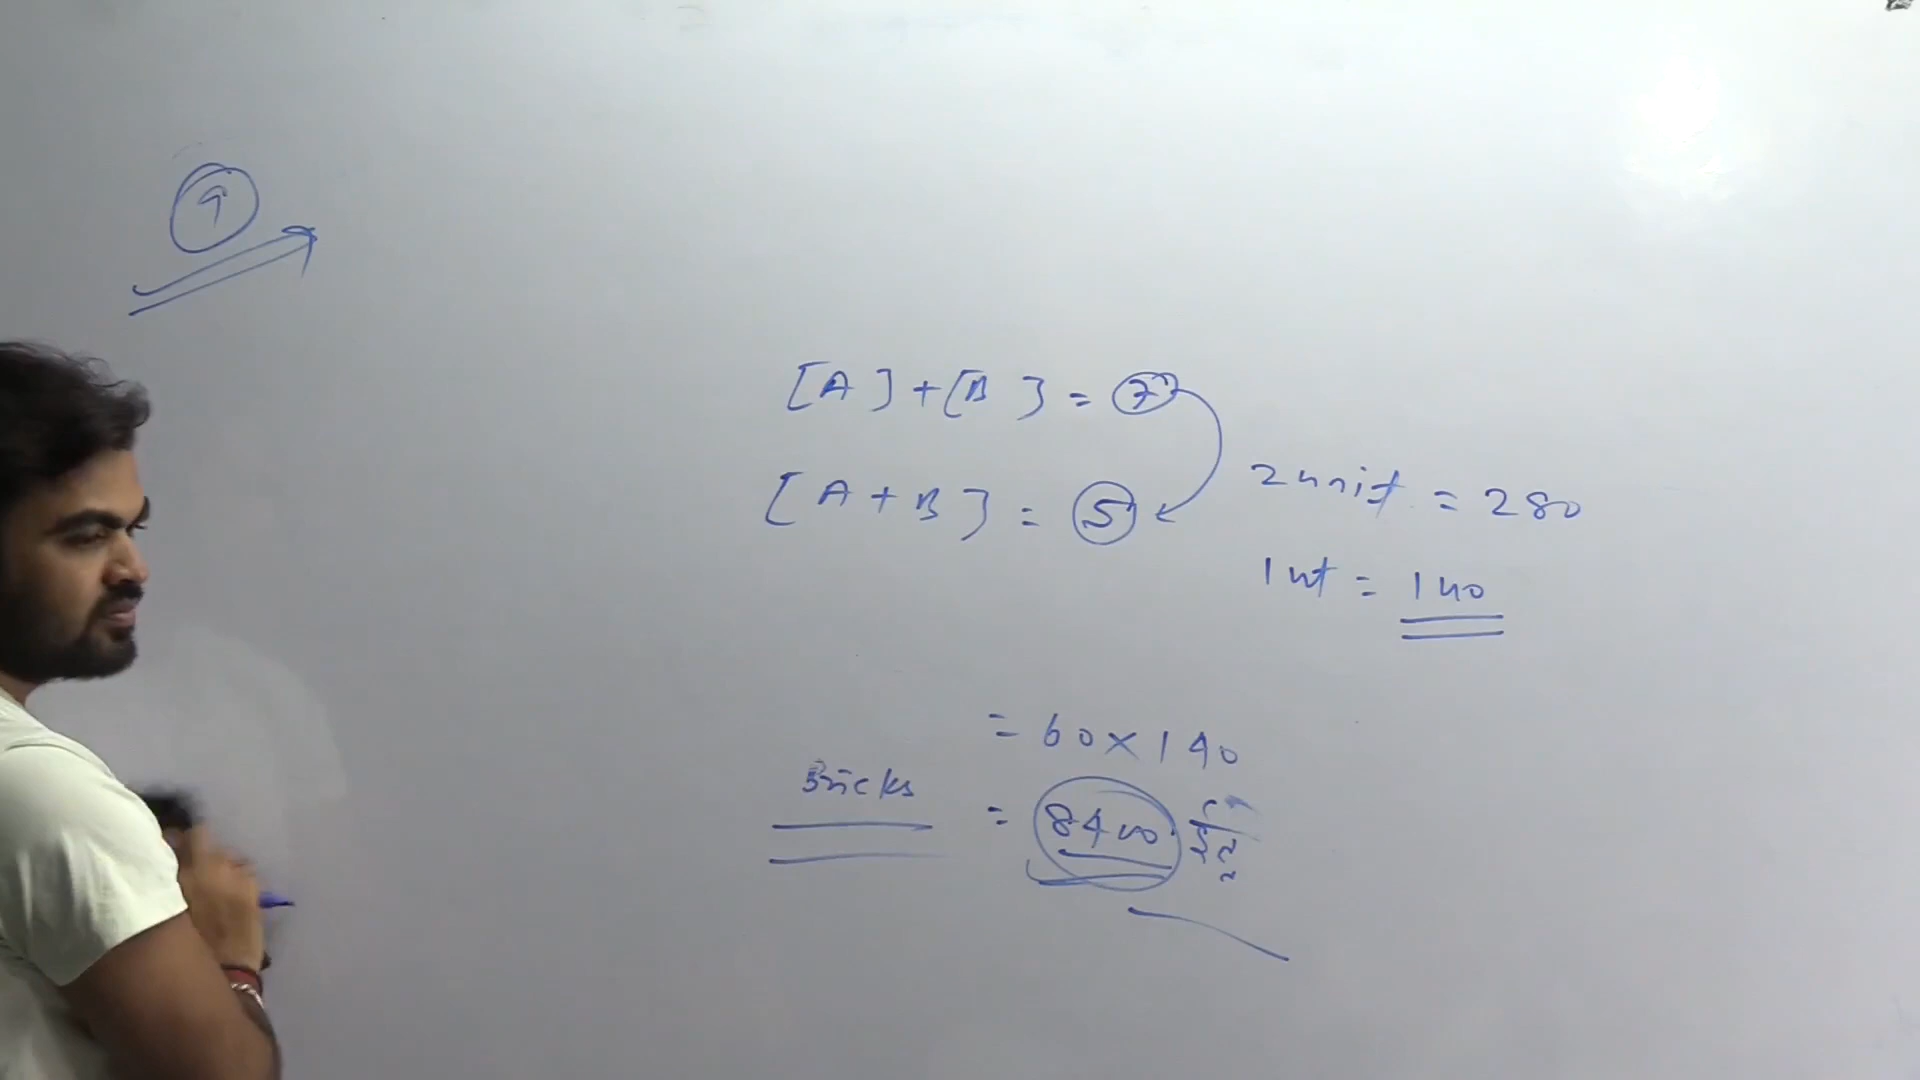 9
[A] + [B] = 7
[A + B] = 5
2 unit = 280
1 ut = 140
= 60 × 140
Bricks = 8400